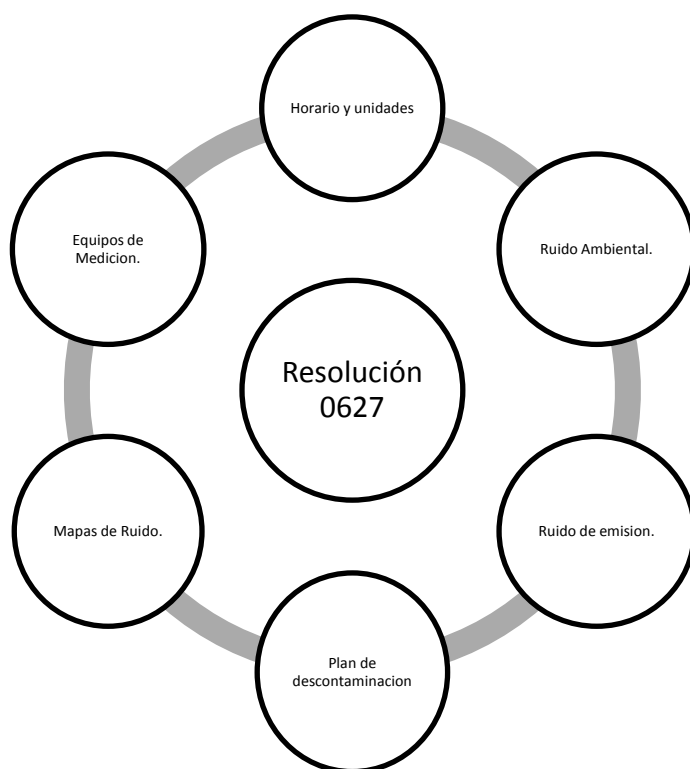 Horario y unidades
Equipos de
Medicion.
Ruido Ambiental.
Resolución
0627
Mapas de Ruido.
Ruido de emision.
Plan de
descontaminacion